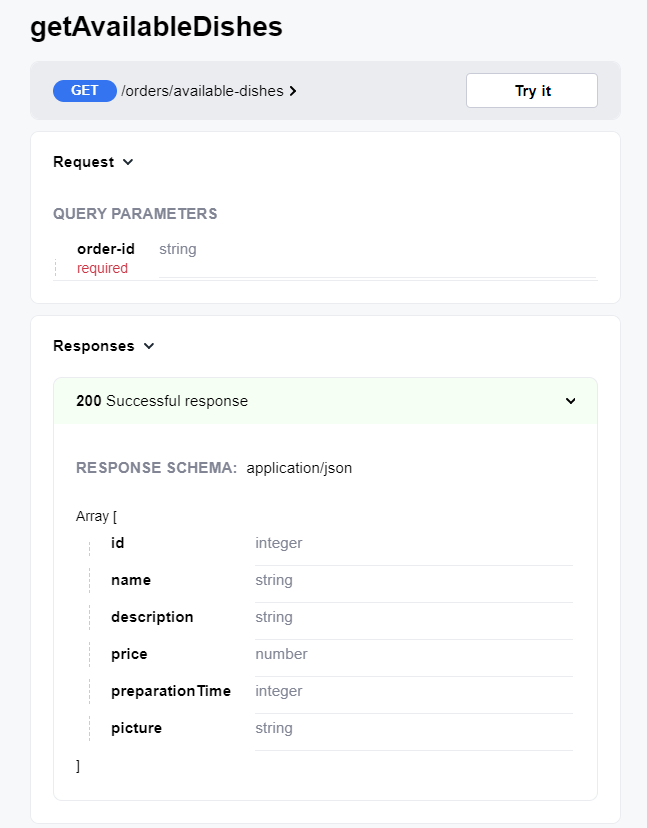 getAvailableDishes
GET /orders/available-dishes
Try it
Request
QUERY PARAMETERS
order-id string
required
Responses
200 Successful response
RESPONSE SCHEMA: application/json
Array [
id integer
name string
description string
price number
preparationTime integer
picture string
]